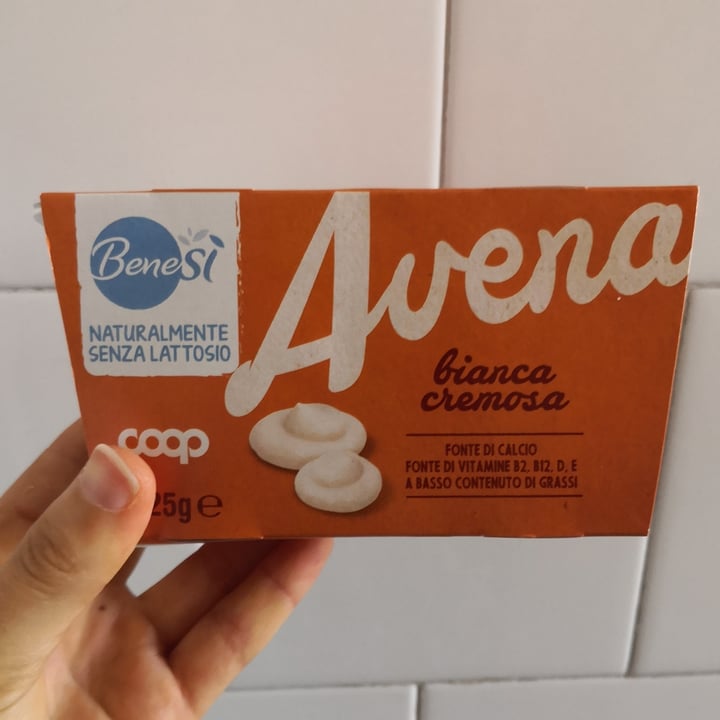 BeneSì
NATURALMENTE
SENZA LATTOSIO
Avena
bianca
cremosa
FONTE DI CALCIO
FONTE DI VITAMINE B2, B12, D, E
A BASSO CONTENUTO DI GRASSI
coop
25g e